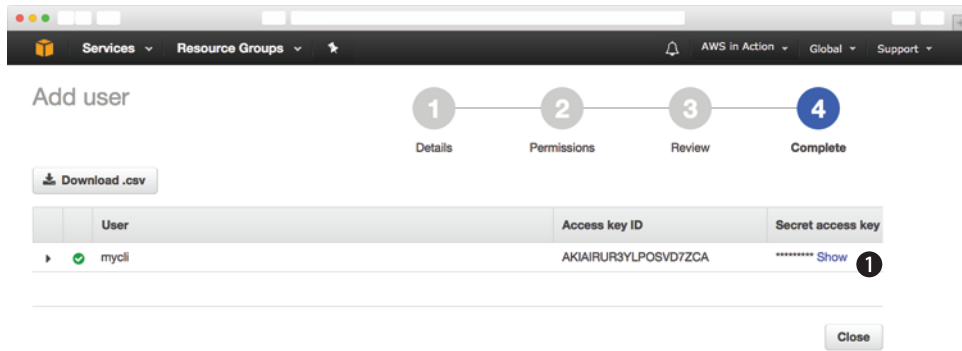 Services Resource Groups AWS in Action Global Support
Add user
1 2 3 4
Details Permissions Review Complete
Download .csv
User Access key ID Secret access key
mycli AKIAIRUR3YLPOSVD7ZCA ********* Show 1
Close